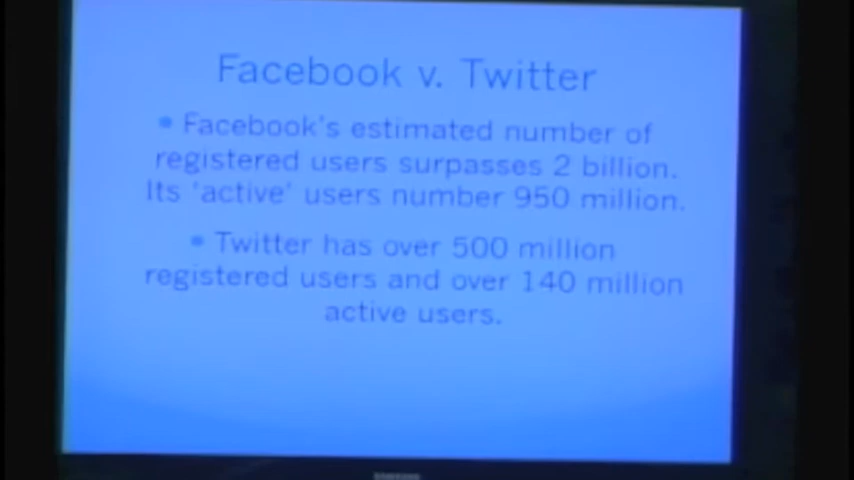 Facebook v. Twitter
• Facebook's estimated number of
registered users surpasses 2 billion.
Its 'active' users number 950 million.
• Twitter has over 500 million
registered users and over 140 million
active users.